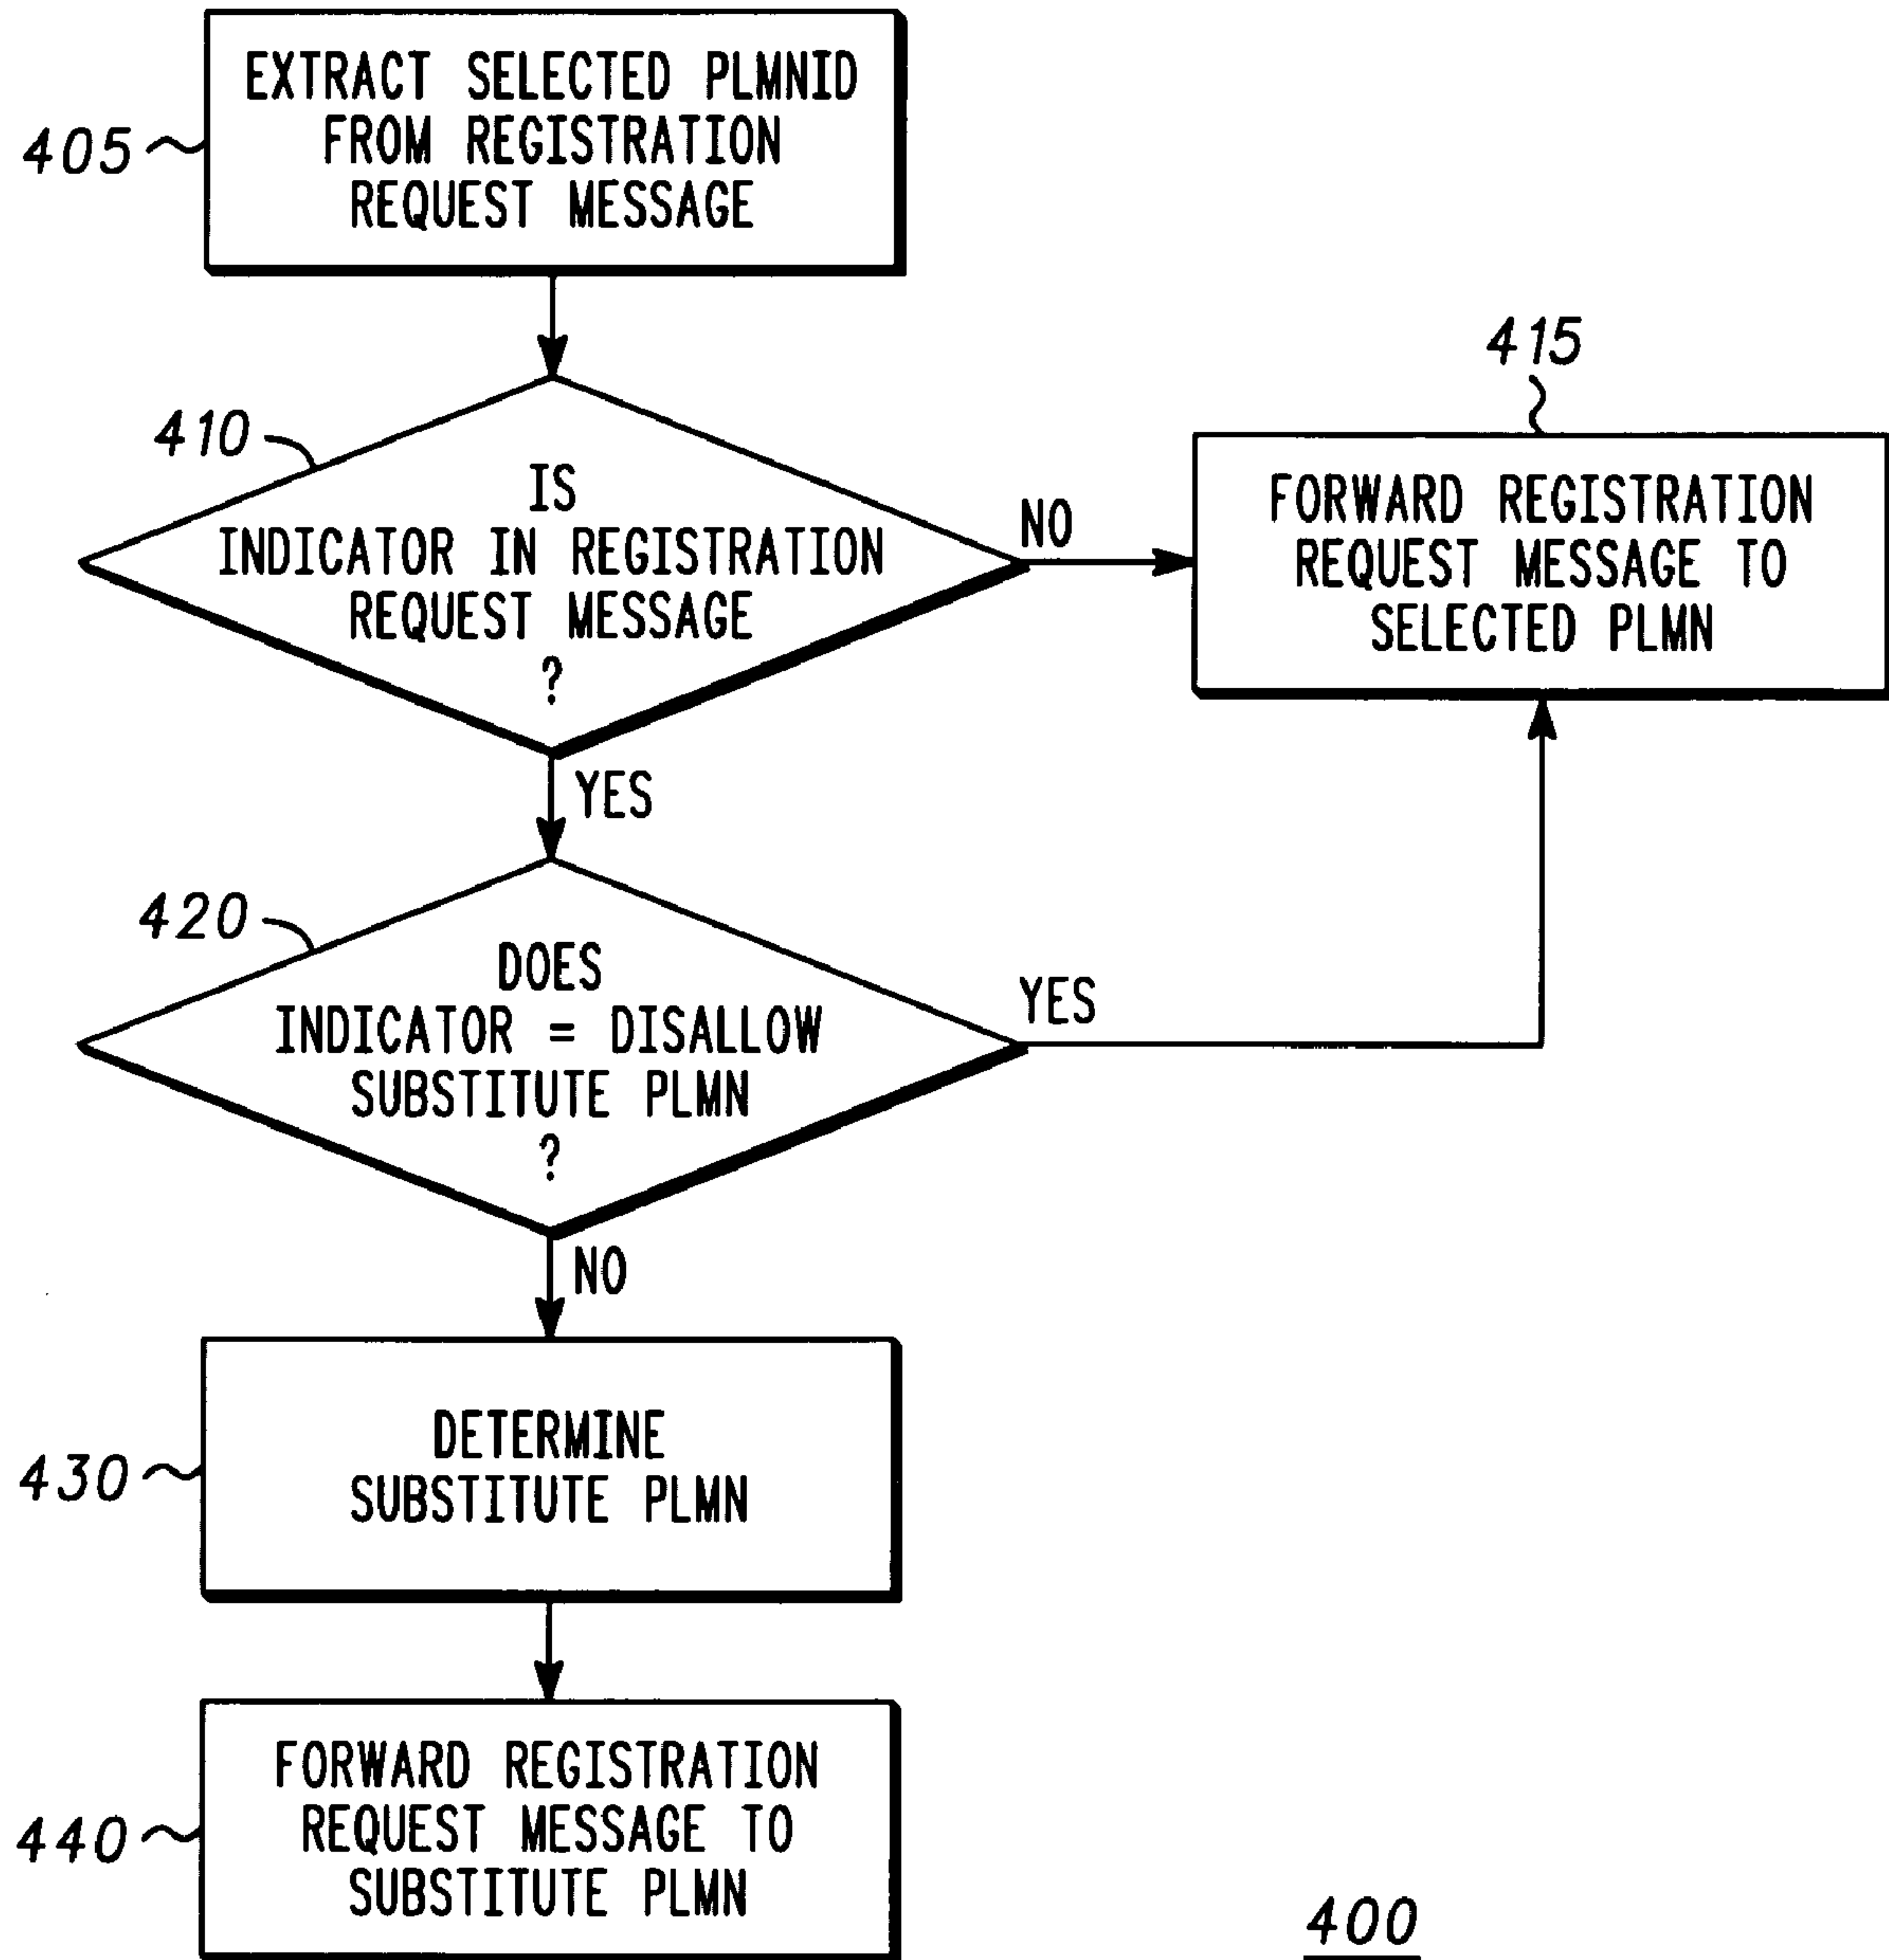 405
EXTRACT SELECTED PLMNID
FROM REGISTRATION
REQUEST MESSAGE
410
IS
INDICATOR IN REGISTRATION
REQUEST MESSAGE
?
NO
415
FORWARD REGISTRATION
REQUEST MESSAGE TO
SELECTED PLMN
YES
420
DOES
INDICATOR = DISALLOW
SUBSTITUTE PLMN
?
YES
NO
430
DETERMINE
SUBSTITUTE PLMN
440
FORWARD REGISTRATION
REQUEST MESSAGE TO
SUBSTITUTE PLMN
400